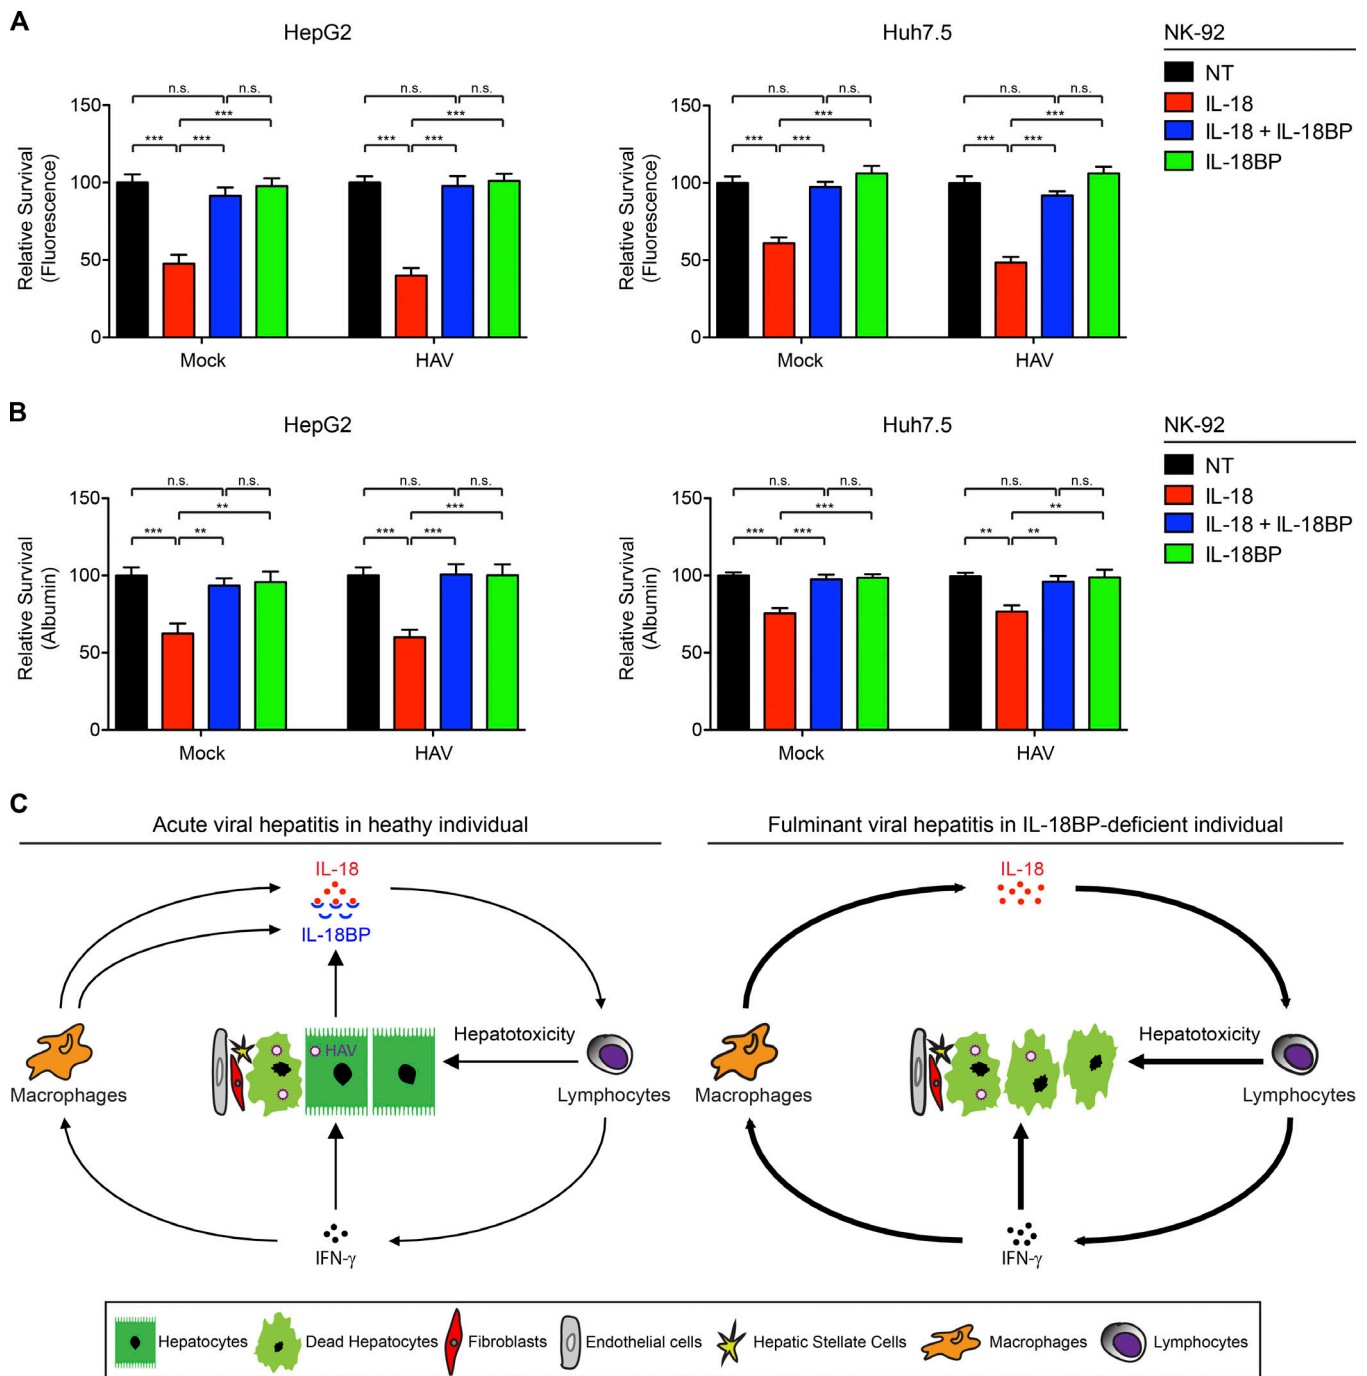 A
HepG2
Huh7.5
NK-92
NT
IL-18
IL-18 + IL-18BP
IL-18BP
Relative Survival
(Fluorescence)
150
100
50
0
n.s.
n.s.
***
***
***
n.s.
n.s.
***
***
***
Mock
HAV
Relative Survival
(Fluorescence)
150
100
50
0
n.s.
n.s.
***
***
***
n.s.
n.s.
***
***
***
Mock
HAV
B
HepG2
Huh7.5
NK-92
NT
IL-18
IL-18 + IL-18BP
IL-18BP
Relative Survival
(Albumin)
150
100
50
0
n.s.
n.s.
**
***
**
n.s.
n.s.
***
***
***
Mock
HAV
Relative Survival
(Albumin)
150
100
50
0
n.s.
n.s.
***
***
***
n.s.
n.s.
**
**
**
Mock
HAV
C
Acute viral hepatitis in heathy individual
IL-18
IL-18BP
HAV
Hepatotoxicity
Macrophages
Lymphocytes
IFN-γ
Fulminant viral hepatitis in IL-18BP-deficient individual
IL-18
Hepatotoxicity
Macrophages
Lymphocytes
IFN-γ
Hepatocytes
Dead Hepatocytes
Fibroblasts
Endothelial cells
Hepatic Stellate Cells
Macrophages
Lymphocytes